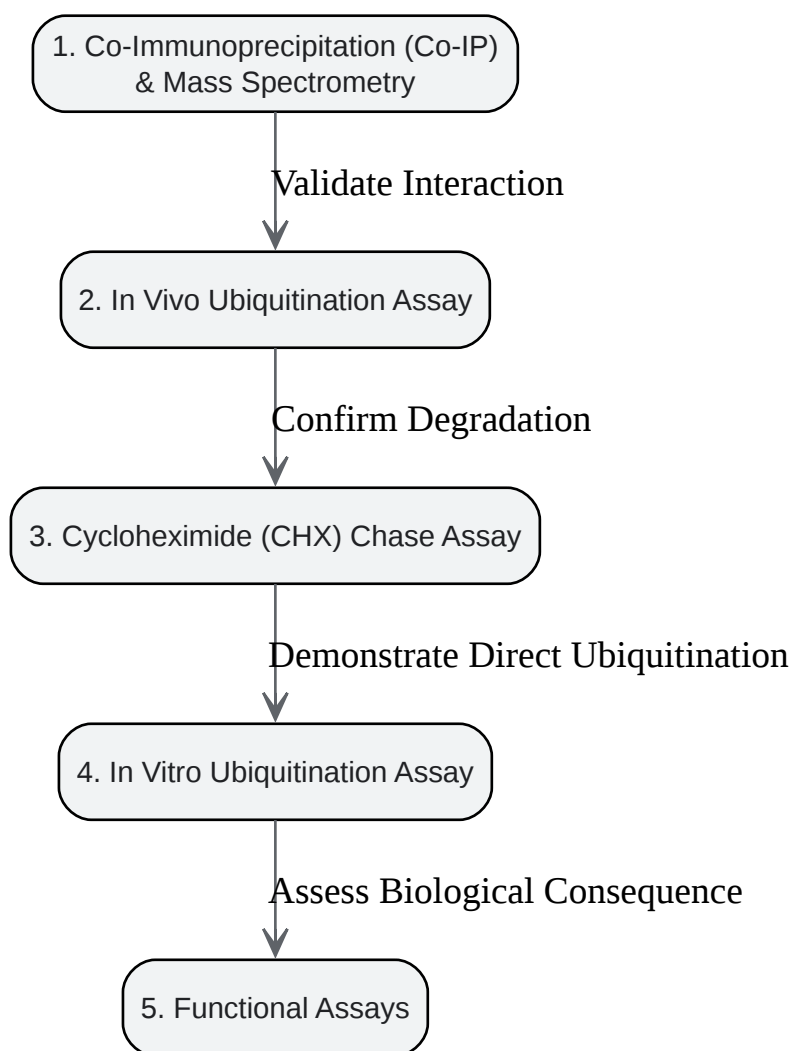 1. Co-Immunoprecipitation (Co-IP)
& Mass Spectrometry
Validate Interaction
2. In Vivo Ubiquitination Assay
Confirm Degradation
3. Cycloheximide (CHX) Chase Assay
Demonstrate Direct Ubiquitination
4. In Vitro Ubiquitination Assay
Assess Biological Consequence
5. Functional Assays